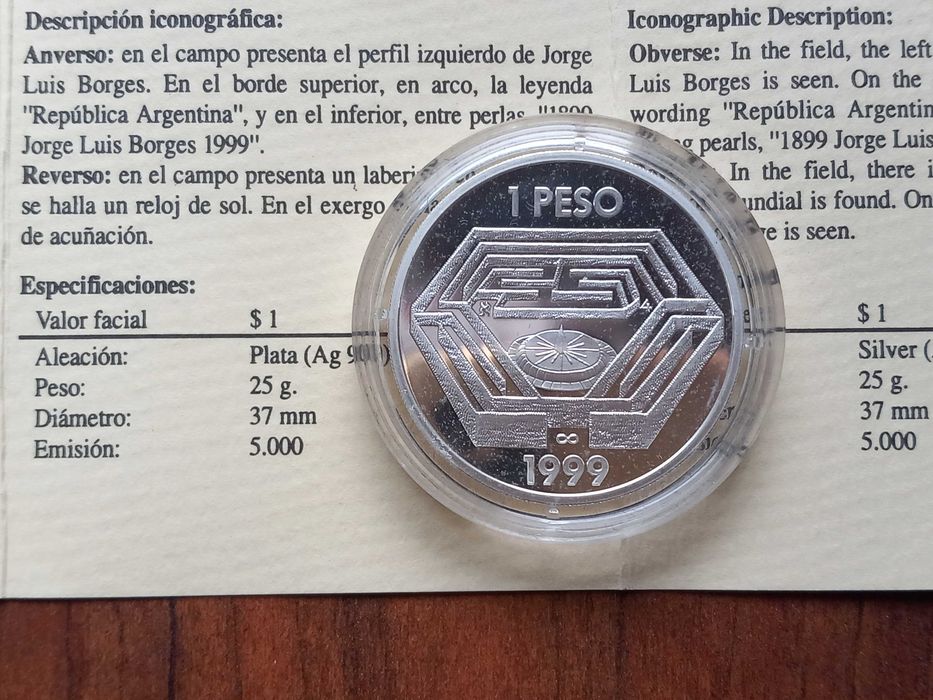 Descripción iconográfica:
Anverso: en el campo presenta el perfil izquierdo de Jorge
Luis Borges. En el borde superior, en arco, la leyenda
"República Argentina", y en el inferior, entre perlas, "1899
Jorge Luis Borges 1999".
Reverso: en el campo presenta un
se halla un reloj de sol. En el exergo
de acuñación.
Especificaciones:
Valor facial $ 1
Aleación: Plata (Ag
Peso: 25 g.
Diámetro: 37 mm
Emisión: 5.000
Iconographic Description:
Obverse: In the field, the left
Luis Borges is seen. On the
wording "República
pearls, "1899 Jorge Luis
In the field, there
is found. On
is seen.
$ 1
Silver
25 g.
37 mm
5.000
1 PESO
∞
1999